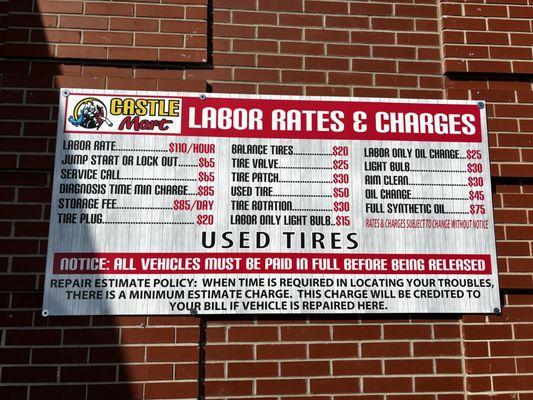 CASTLE
Mart
LABOR RATES & CHARGES
LABOR RATE..................$110/HOUR
JUMP START OR LOCK OUT......$65
SERVICE CALL................$65
DIAGNOSIS TIME MIN CHARGE...$85
STORAGE FEE.................$85/DAY
TIRE PLUG...................$20
BALANCE TIRES...............$20
TIRE VALVE..................$25
TIRE PATCH..................$30
USED TIRE...................$50
TIRE ROTATION...............$30
LABOR ONLY LIGHT BULB...$15
LABOR ONLY OIL CHANGE...$25
LIGHT BULB..................$30
RIM CLEAN...................$30
OIL CHANGE..................$45
FULL SYNTHETIC OIL......$75
RATES & CHARGES SUBJECT TO CHANGE WITHOUT NOTICE
USED TIRES
NOTICE: ALL VEHICLES MUST BE PAID IN FULL BEFORE BEING RELEASED
REPAIR ESTIMATE POLICY: WHEN TIME IS REQUIRED IN LOCATING YOUR TROUBLES,
THERE IS A MINIMUM ESTIMATE CHARGE. THIS CHARGE WILL BE CREDITED TO
YOUR BILL IF VEHICLE IS REPAIRED HERE.